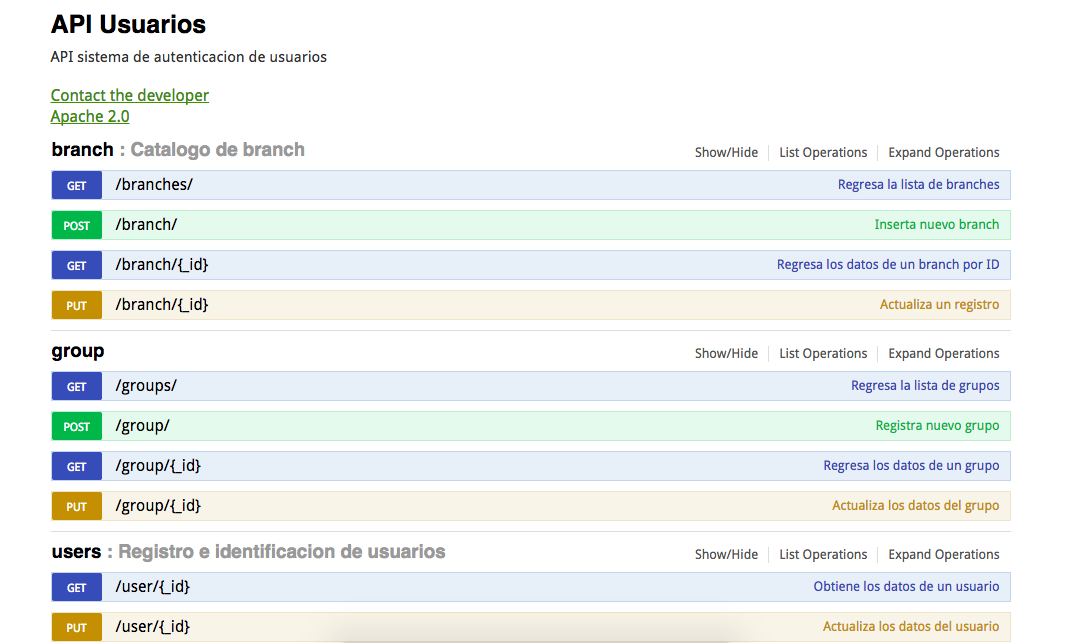 API Usuarios
API sistema de autenticacion de usuarios
Contact the developer
Apache 2.0
branch : Catalogo de branch Show/Hide List Operations Expand Operations
GET /branches/ Regresa la lista de branches
POST /branch/ Inserta nuevo branch
GET /branch/{_id} Regresa los datos de un branch por ID
PUT /branch/{_id} Actualiza un registro
group Show/Hide List Operations Expand Operations
GET /groups/ Regresa la lista de grupos
POST /group/ Registra nuevo grupo
GET /group/{_id} Regresa los datos de un grupo
PUT /group/{_id} Actualiza los datos del grupo
users : Registro e identificacion de usuarios Show/Hide List Operations Expand Operations
GET /user/{_id} Obtiene los datos de un usuario
PUT /user/{_id} Actualiza los datos del usuario